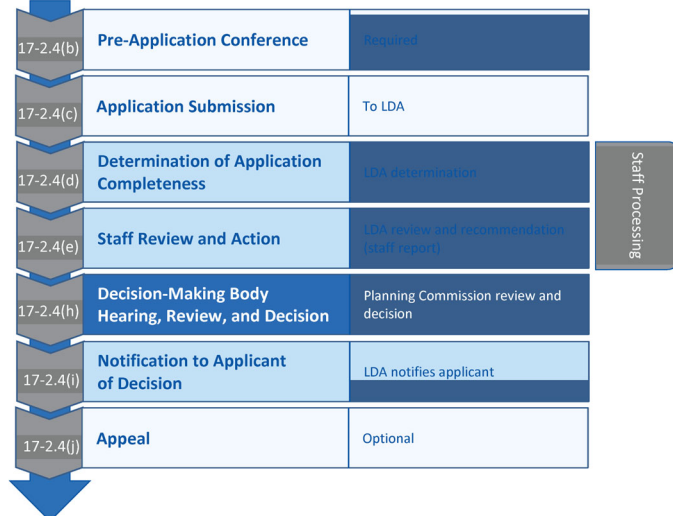 17-2.4(b)
Pre-Application Conference
Required
17-2.4(c)
Application Submission
To LDA
17-2.4(d)
Determination of Application
Completeness
LDA determination
17-2.4(e)
Staff Review and Action
LDA review and recommendation
(staff report)
Staff Processing
17-2.4(h)
Decision-Making Body
Hearing, Review, and Decision
Planning Commission review and
decision
17-2.4(i)
Notification to Applicant
of Decision
LDA notifies applicant
17-2.4(j)
Appeal
Optional